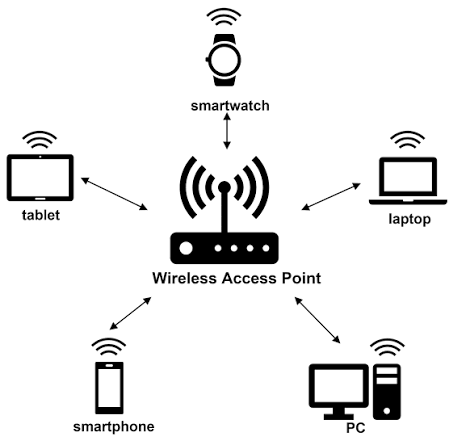 smartwatch
tablet
laptop
Wireless Access Point
smartphone
PC